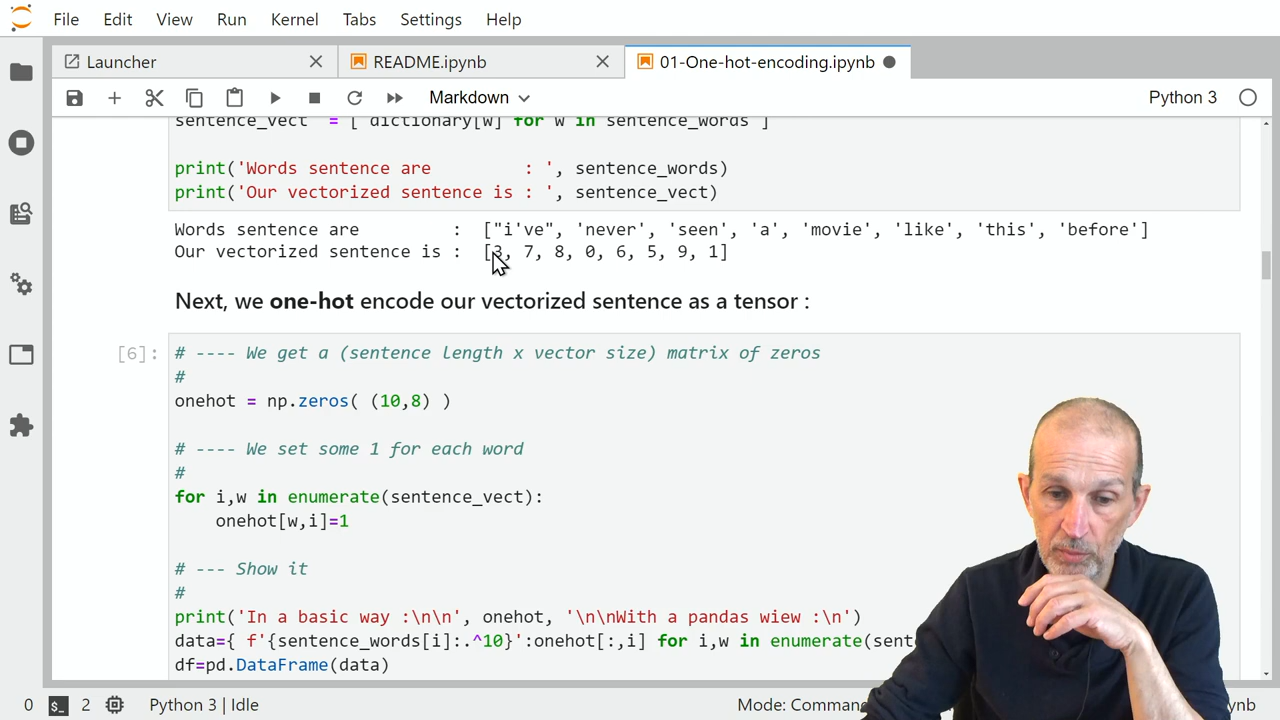 File Edit View Run Kernel Tabs Settings Help
Launcher README.ipynb 01-One-hot-encoding.ipynb
Markdown Python 3
sentence_vect = [ dictionary[w] for w in sentence_words ]
print('Words sentence are : ', sentence_words)
print('Our vectorized sentence is : ', sentence_vect)
Words sentence are : ["i've", 'never', 'seen', 'a', 'movie', 'like', 'this', 'before']
Our vectorized sentence is : [3, 7, 8, 0, 6, 5, 9, 1]
Next, we one-hot encode our vectorized sentence as a tensor :
[6]: # ---- We get a (sentence length x vector size) matrix of zeros
#
onehot = np.zeros( (10,8) )
# ---- We set some 1 for each word
#
for i,w in enumerate(sentence_vect):
onehot[w,i]=1
# --- Show it
#
print('In a basic way :\n\n', onehot, '\n\nWith a pandas wiew :\n')
data={ f'{sentence_words[i]:.^10}':onehot[:,i] for i,w in enumerate(sent
df=pd.DataFrame(data)
0 $_ 2 Python 3 | Idle Mode: Comman ynb